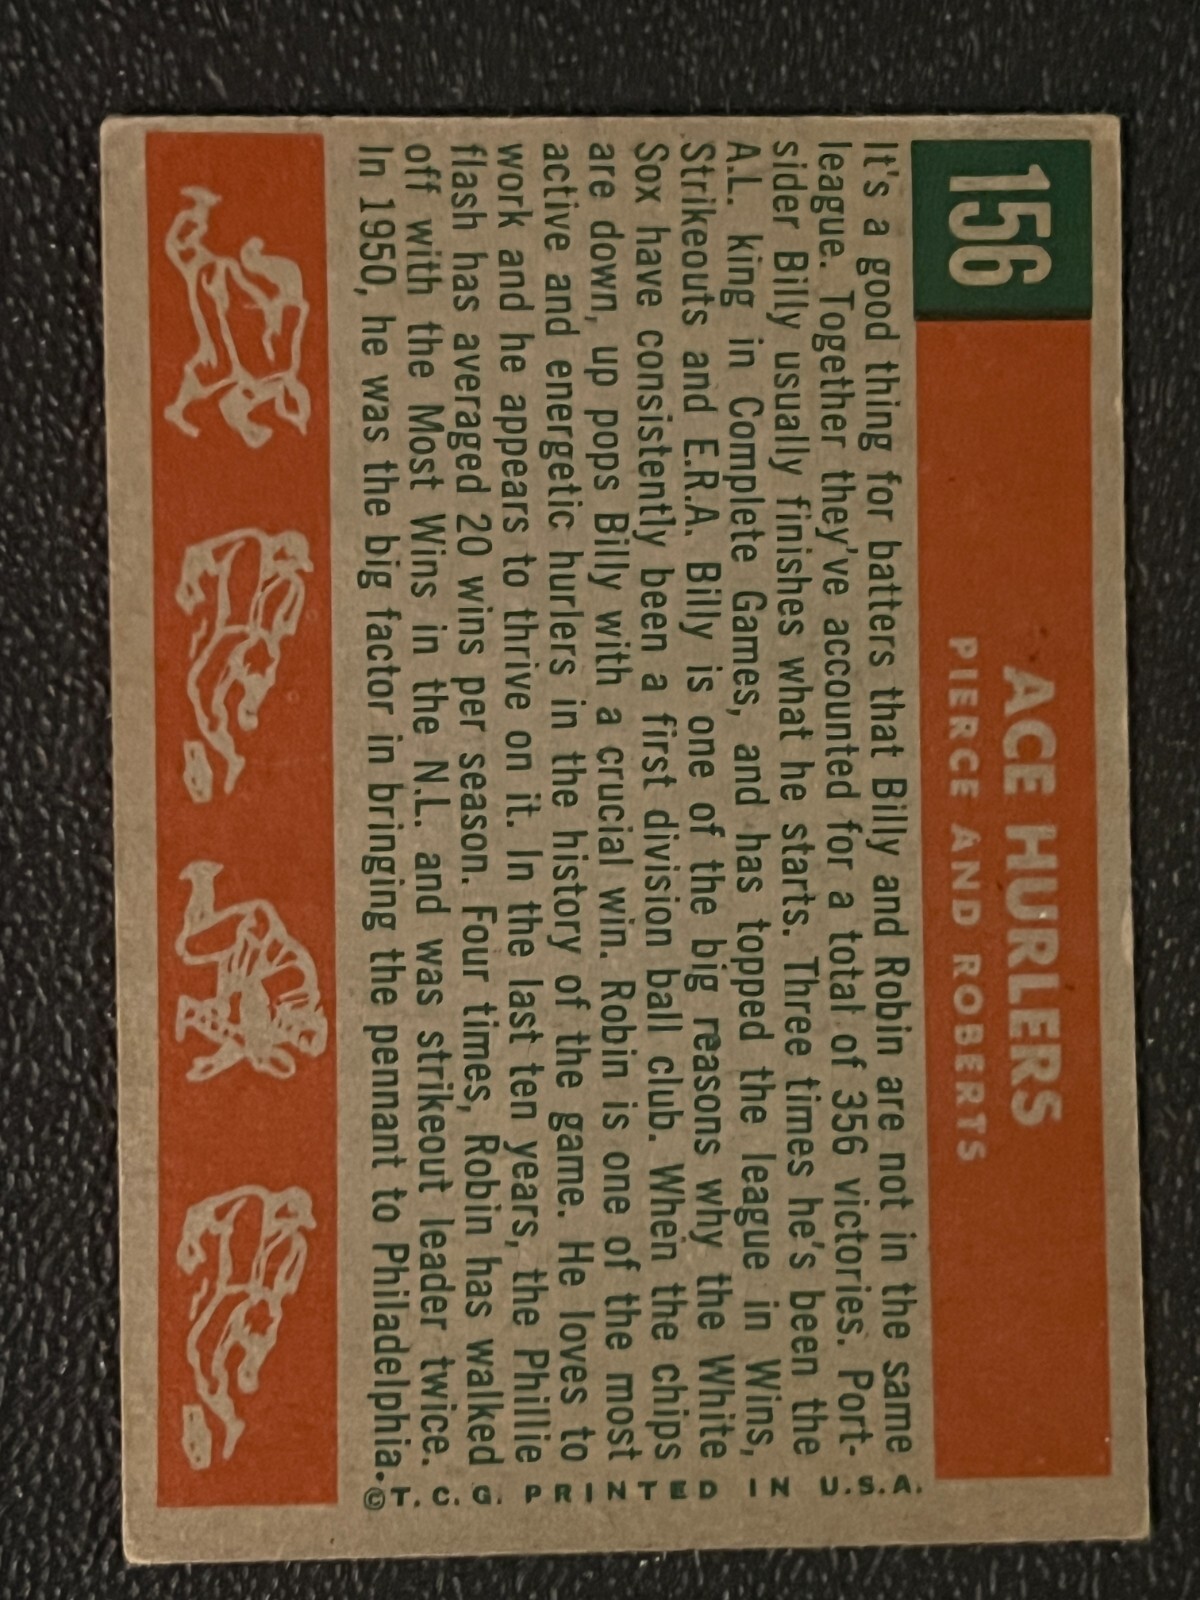 156
ACE HURLERS
PIERCE AND ROBERTS
It's a good thing for batters that Billy and Robin are not in the same
league. Together they've accounted for a total of 356 victories. Port-
sider Billy usually finishes what he starts. Three times he's been the
A.L. king in Complete Games, and has topped the league in Wins,
Strikeouts and E.R.A. Billy is one of the big reasons why the White
Sox have consistently been a first division ball club. When the chips
are down, up pops Billy with a crucial win. Robin is one of the most
active and energetic hurlers in the history of the game. He loves to
work and he appears to thrive on it. In the last ten years, the Phillie
flash has averaged 20 wins per season. Four times, Robin has walked
off with the Most Wins in the N.L. and was strikeout leader twice.
In 1950, he was the big factor in bringing the pennant to Philadelphia.
© T. C. G. PRINTED IN U.S.A.